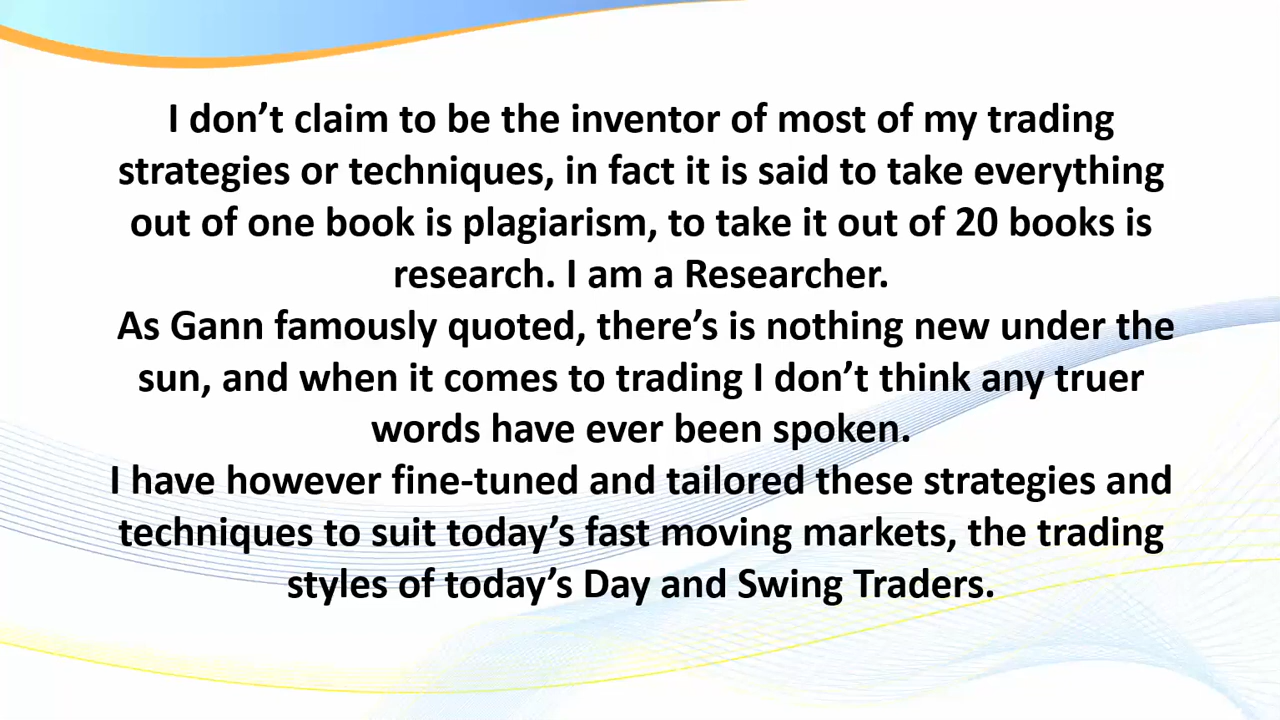 I don’t claim to be the inventor of most of my trading
strategies or techniques, in fact it is said to take everything
out of one book is plagiarism, to take it out of 20 books is
research. I am a Researcher.
As Gann famously quoted, there’s is nothing new under the
sun, and when it comes to trading I don’t think any truer
words have ever been spoken.
I have however fine-tuned and tailored these strategies and
techniques to suit today’s fast moving markets, the trading
styles of today’s Day and Swing Traders.